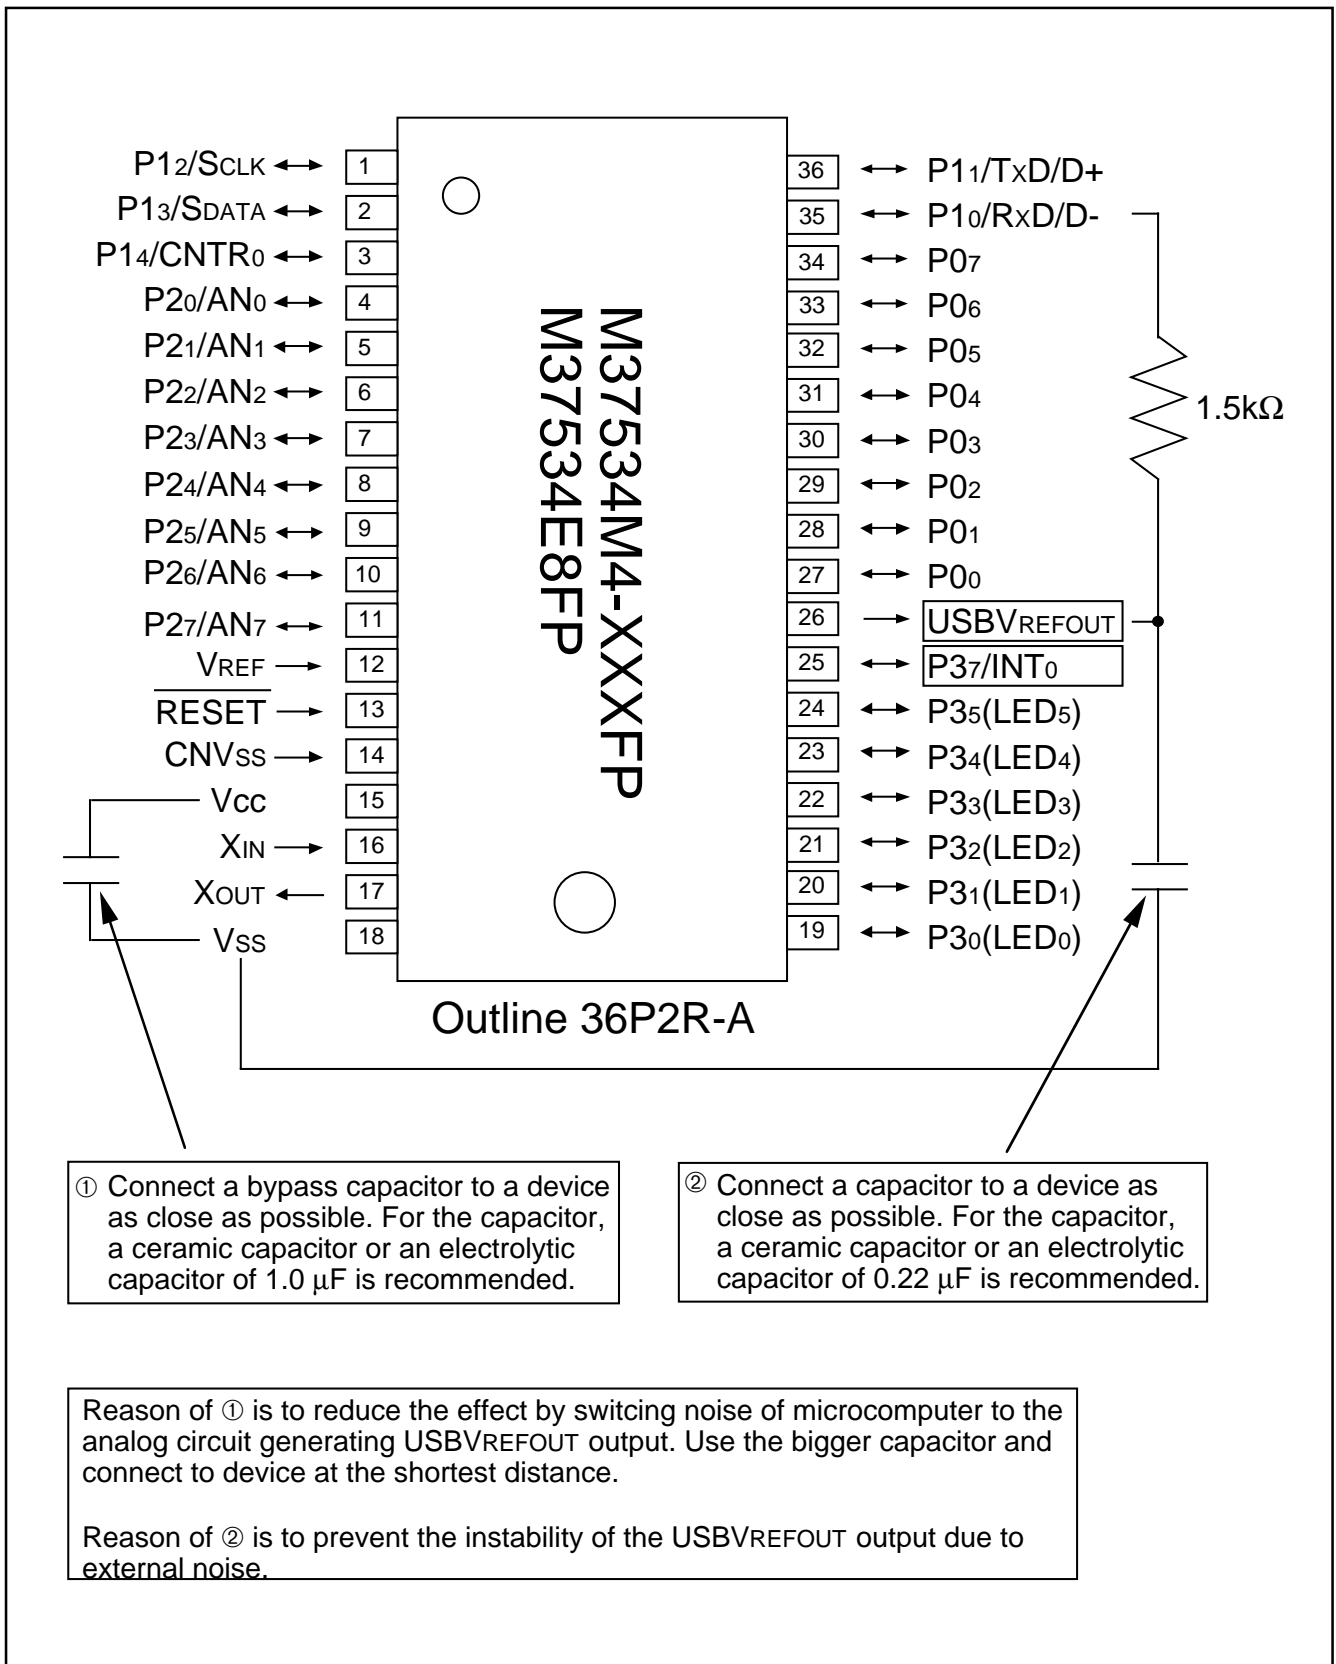 P12/SCLK 1
P13/SDATA 2
P14/CNTR0 3
P20/AN0 4
P21/AN1 5
P22/AN2 6
P23/AN3 7
P24/AN4 8
P25/AN5 9
P26/AN6 10
P27/AN7 11
VREF 12
RESET 13
CNVSS 14
Vcc 15
XIN 16
XOUT 17
VSS 18
M37534M4-XXXFP
M37534E8FP
36 P11/TxD/D+
35 P10/RxD/D-
34 P07
33 P06
32 P05
31 P04
30 P03
29 P02
28 P01
27 P00
26 USBVREFOUT
25 P37/INT0
24 P35(LED5)
23 P34(LED4)
22 P33(LED3)
21 P32(LED2)
20 P31(LED1)
19 P30(LED0)
1.5kΩ
Outline 36P2R-A
① Connect a bypass capacitor to a device
as close as possible. For the capacitor,
a ceramic capacitor or an electrolytic
capacitor of 1.0 μF is recommended.
② Connect a capacitor to a device as
close as possible. For the capacitor,
a ceramic capacitor or an electrolytic
capacitor of 0.22 μF is recommended.
Reason of ① is to reduce the effect by switcing noise of microcomputer to the
analog circuit generating USBVREFOUT output. Use the bigger capacitor and
connect to device at the shortest distance.
Reason of ② is to prevent the instability of the USBVREFOUT output due to
external noise.